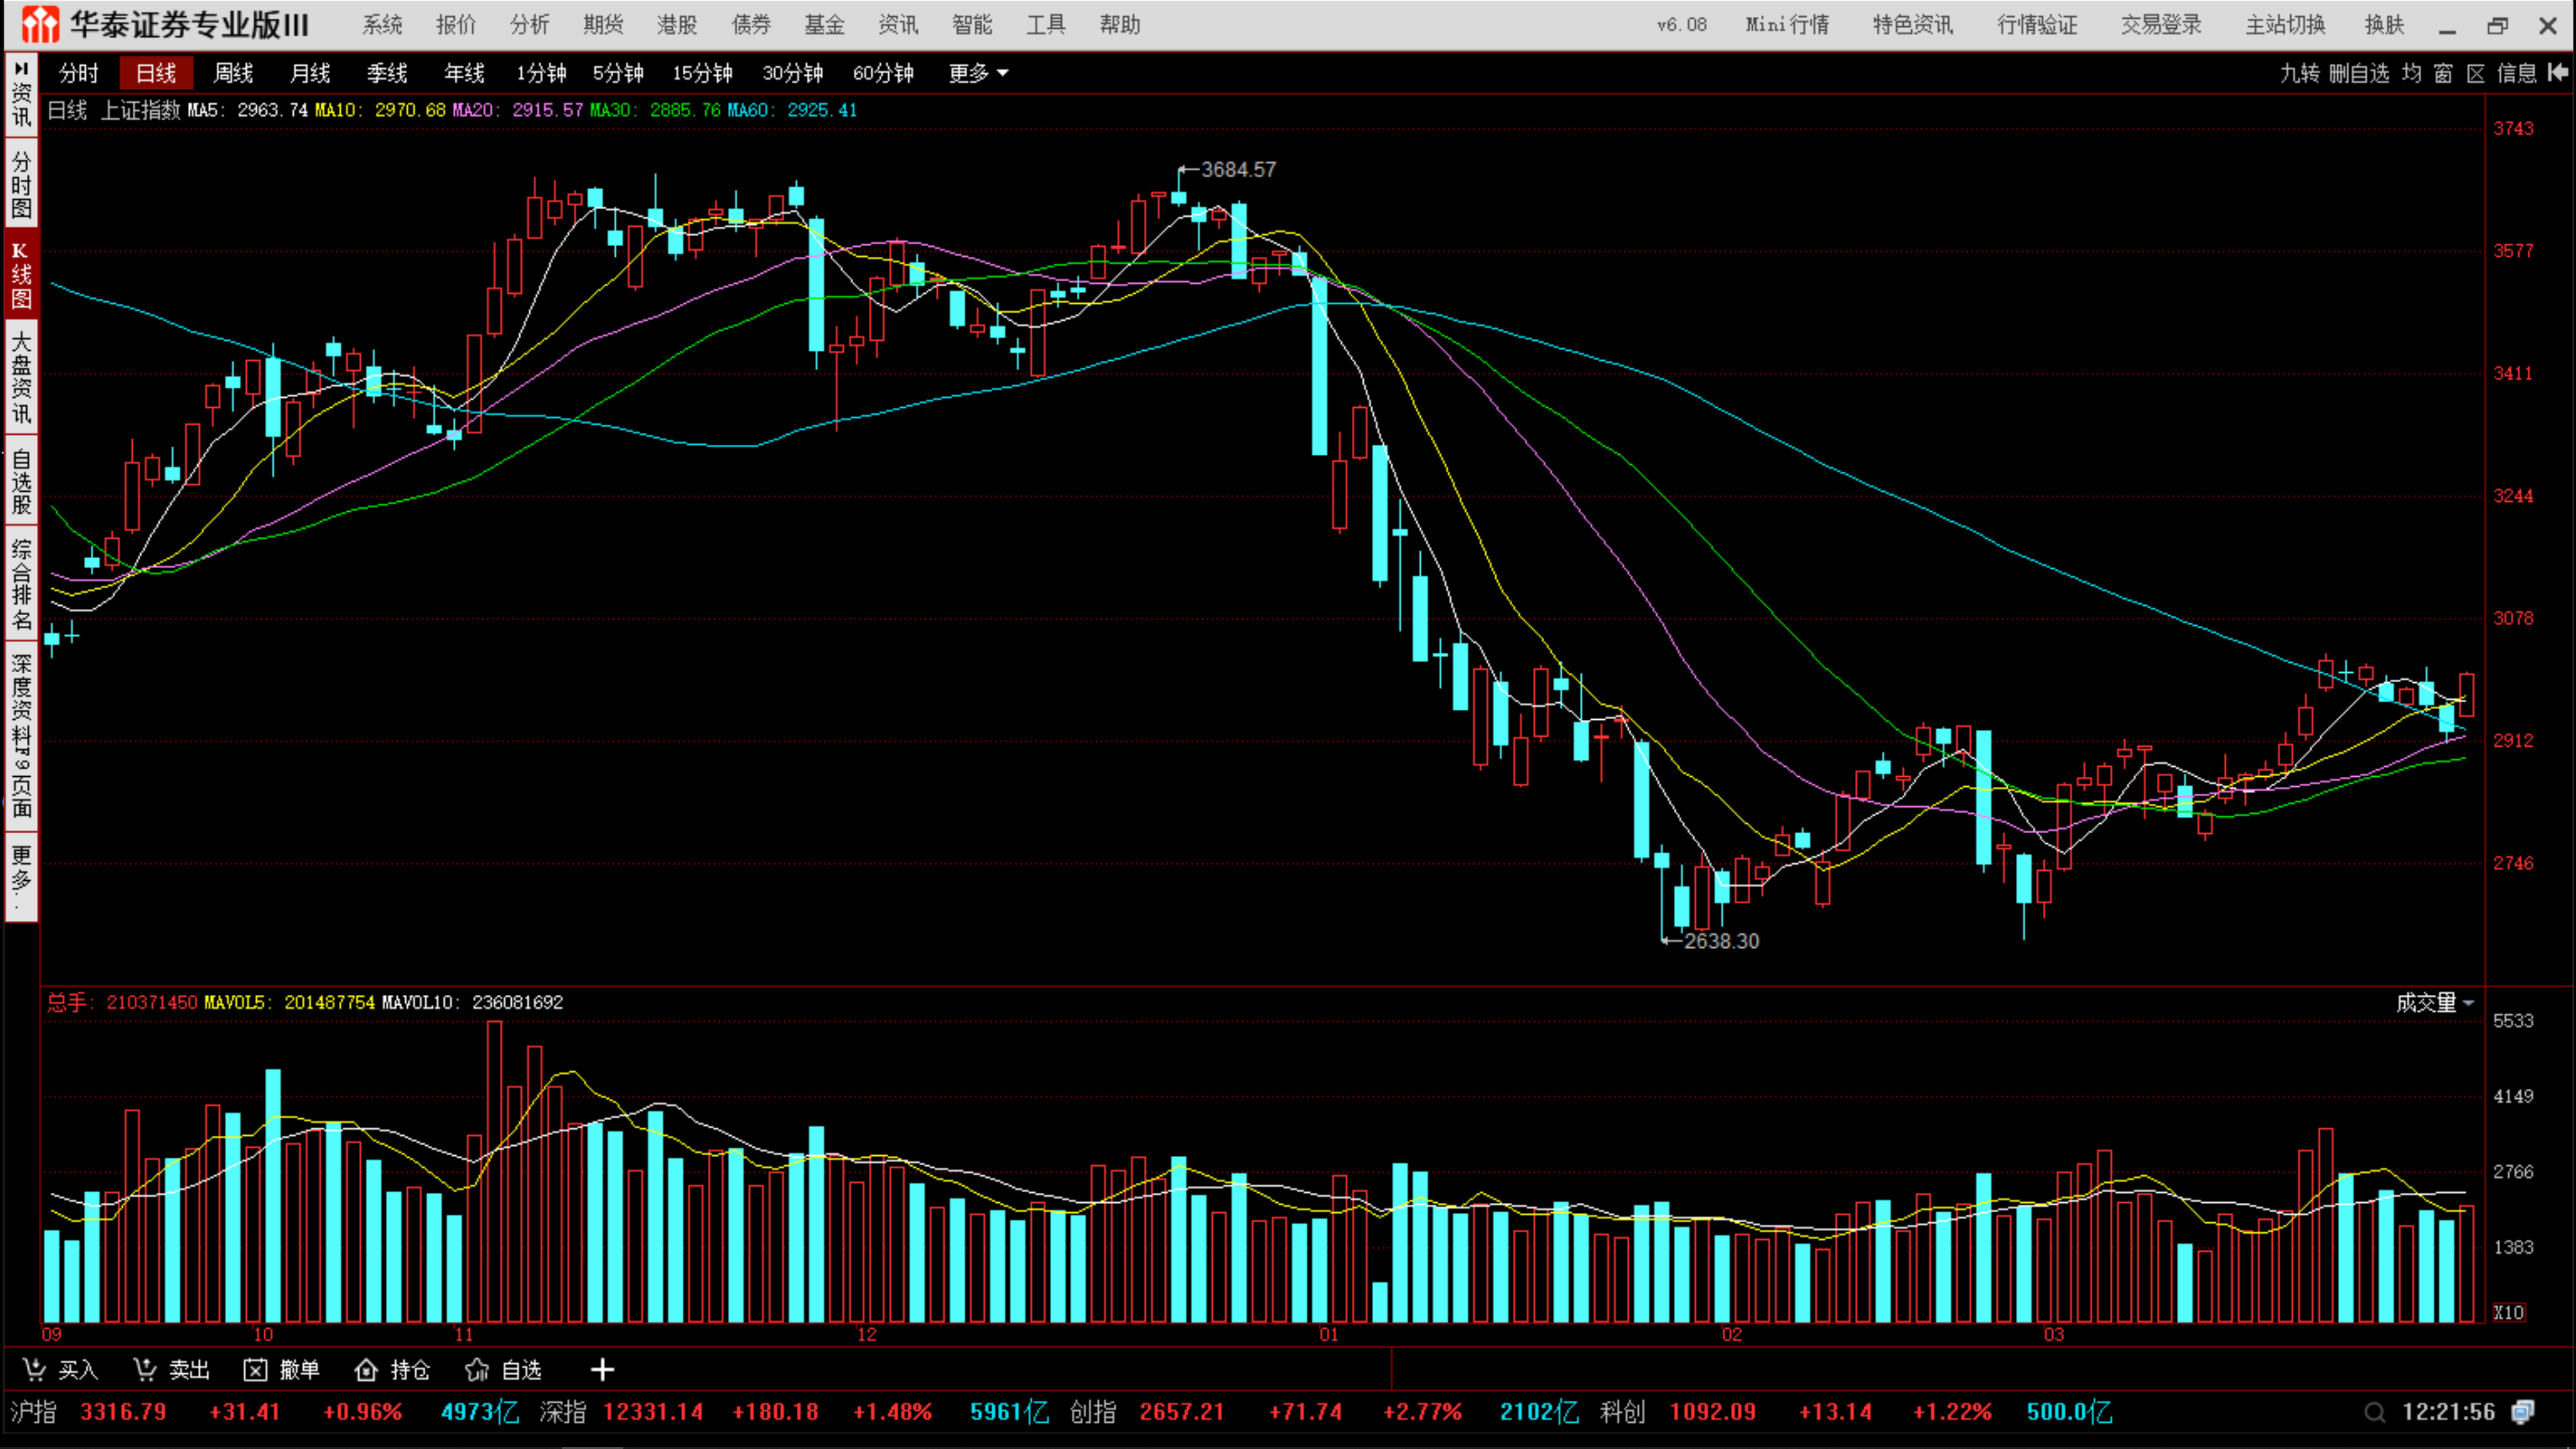 华泰证券专业版III 系统 报价 分析 期货 港股 债券 基金 资讯 智能 工具 帮助 v6.08 Mini行情 特色资讯 行情验证 交易登录 主站切换 换肤
分时 日线 周线 月线 季线 年线 1分钟 5分钟 15分钟 30分钟 60分钟 更多 九转 删自选 均 窗 区 信息
日线 上证指数 MA5: 2963.74 MA10: 2970.68 MA20: 2915.57 MA30: 2885.76 MA60: 2925.41
资讯
分时图
K线图
大盘资讯
自选股
综合排名
深度资料F9页面
更多..
3743
3684.57
3577
3411
3244
3078
2912
2746
2638.30
总手: 210371450 MAVOL5: 201487754 MAVOL10: 236081692 成交量
5533
4149
2766
1383
X10
09 10 11 12 01 02 03
买入 卖出 撤单 持仓 自选 +
沪指 3316.79 +31.41 +0.96% 4973亿 深指 12331.14 +180.18 +1.48% 5961亿 创指 2657.21 +71.74 +2.77% 2102亿 科创 1092.09 +13.14 +1.22% 500.0亿 12:21:56